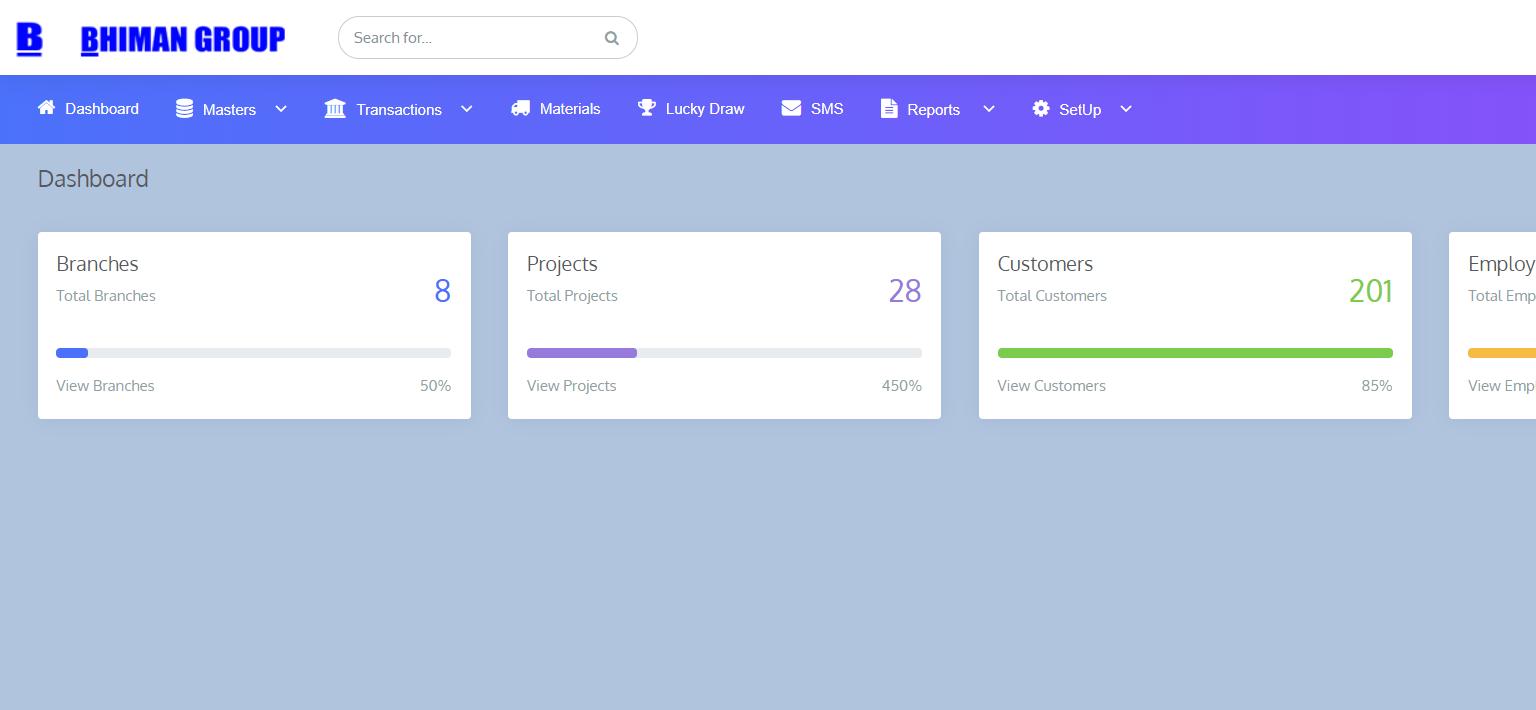 B BHIMAN GROUP Search for...
Dashboard Masters Transactions Materials Lucky Draw SMS Reports SetUp
Dashboard
Branches
Total Branches 8
View Branches 50%
Projects
Total Projects 28
View Projects 450%
Customers
Total Customers 201
View Customers 85%
Employ
Total Emp
View Emp